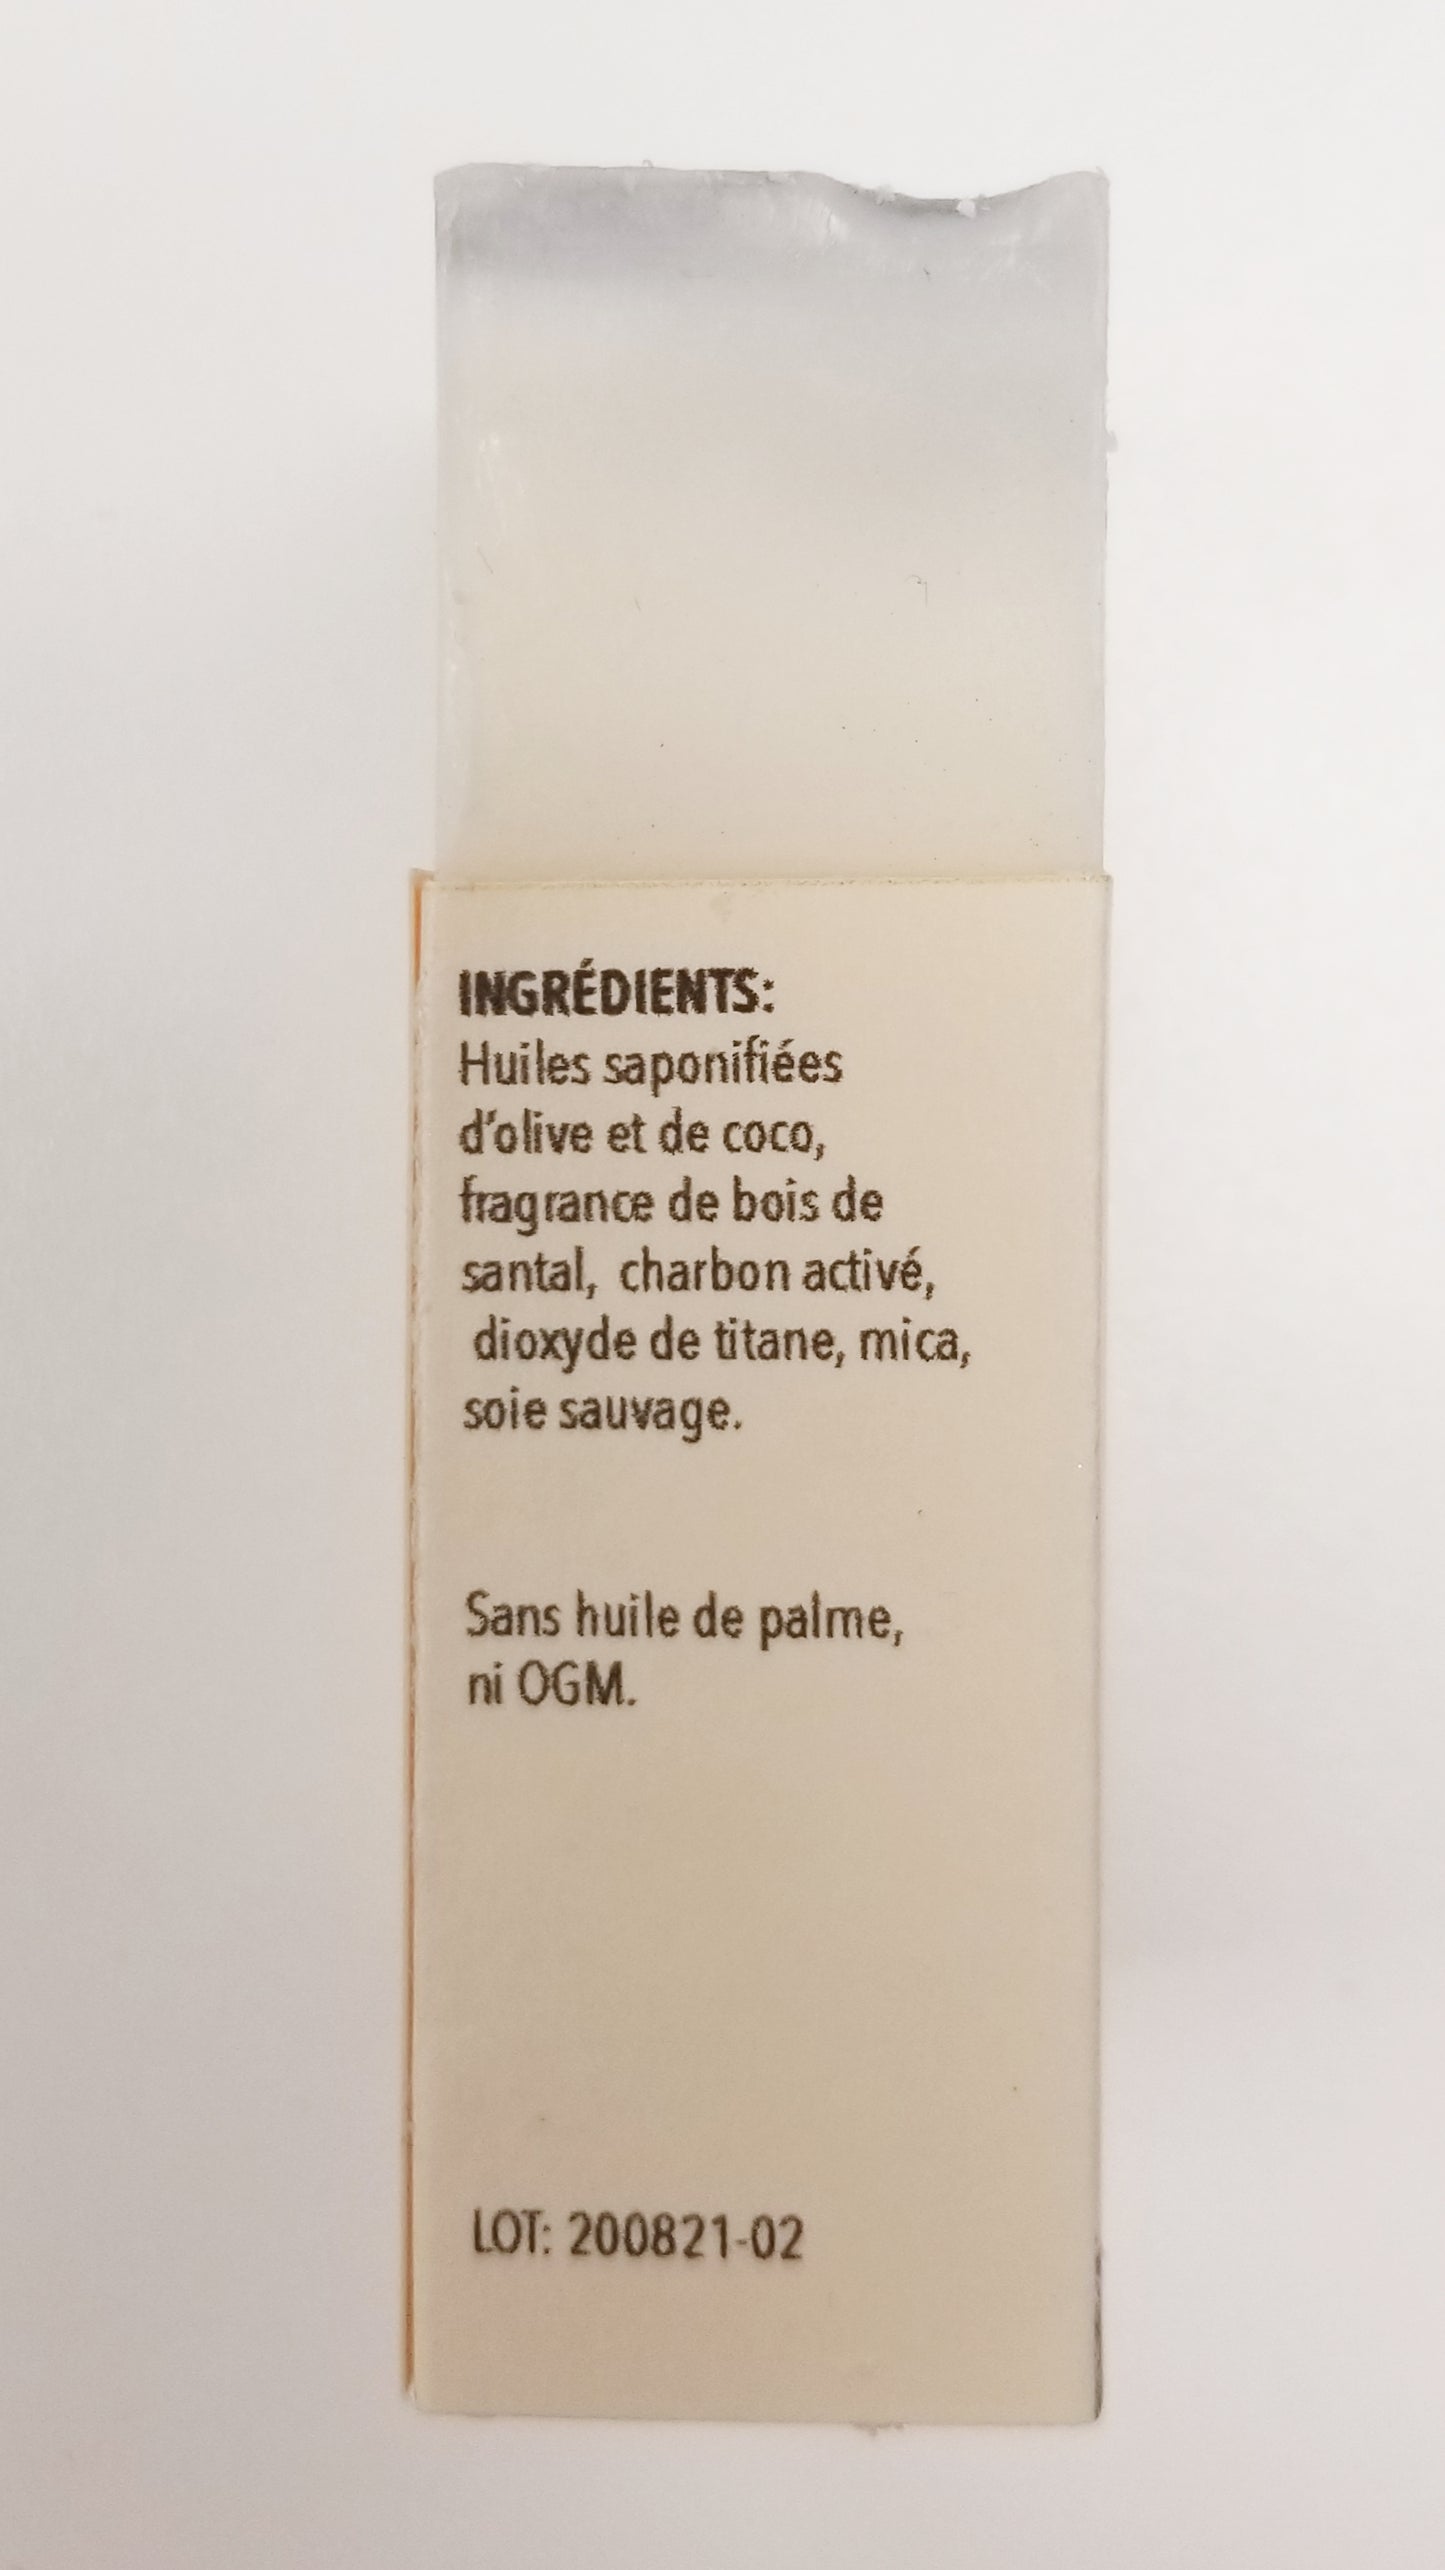 INGRÉDIENTS:
Huiles saponifiées
d'olive et de coco,
fragrance de bois de
santal, charbon activé,
dioxyde de titane, mica,
soie sauvage.
Sans huile de palme,
ni OGM.
LOT: 200821-02